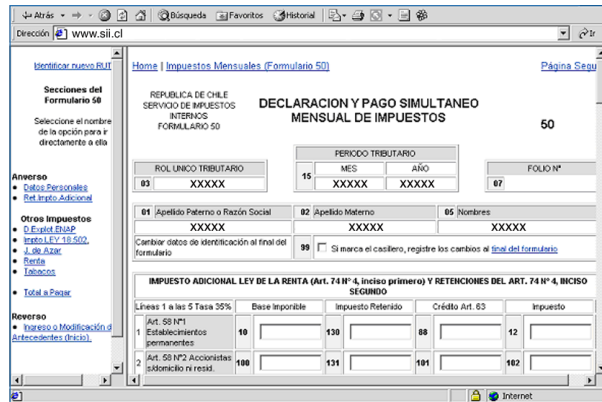 Atrás Búsqueda Favoritos Historial
Dirección www.sii.cl Ir
Identificar nuevo RUT
Secciones del
Formulario 50
Seleccione el nombre
de la opción para ir
directamente a ella
Anverso
Datos Personales
Ret.Impto.Adicional
Otros Impuestos
D.Explot.ENAP
Impto.LEY 18.502,
J. de Azar
Renta
Tabacos
Total a Pagar
Reverso
Ingreso o Modificación d
Antecedentes (Inicio).
Home | Impuestos Mensuales (Formulario 50) Página Segu
REPUBLICA DE CHILE
SERVICIO DE IMPUESTOS
INTERNOS
FORMULARIO 50
DECLARACION Y PAGO SIMULTANEO
MENSUAL DE IMPUESTOS
50
PERIODO TRIBUTARIO
ROL UNICO TRIBUTARIO 15 MES AÑO FOLIO Nº
03 XXXXX XXXXX XXXXX 07
01 Apellido Paterno o Razón Social 02 Apellido Materno 05 Nombres
XXXXX XXXXX XXXXX
Cambiar datos de identificación al final del
formulario
99 Si marca el casillero, registre los cambios al final del formulario
IMPUESTO ADICIONAL LEY DE LA RENTA (Art. 74 Nº 4, inciso primero) Y RETENCIONES DEL ART. 74 Nº 4, INCISO
SEGUNDO
Líneas 1 a las 5 Tasa 35% Base Imponible Impuesto Retenido Crédito Art. 63 Impuesto
1 Art. 58 Nº1
Establecimientos
permanentes
10 130 88 12
2 Art. 58 Nº2 Accionistas
s/domicilio ni resid.
100 131 101 102
Internet